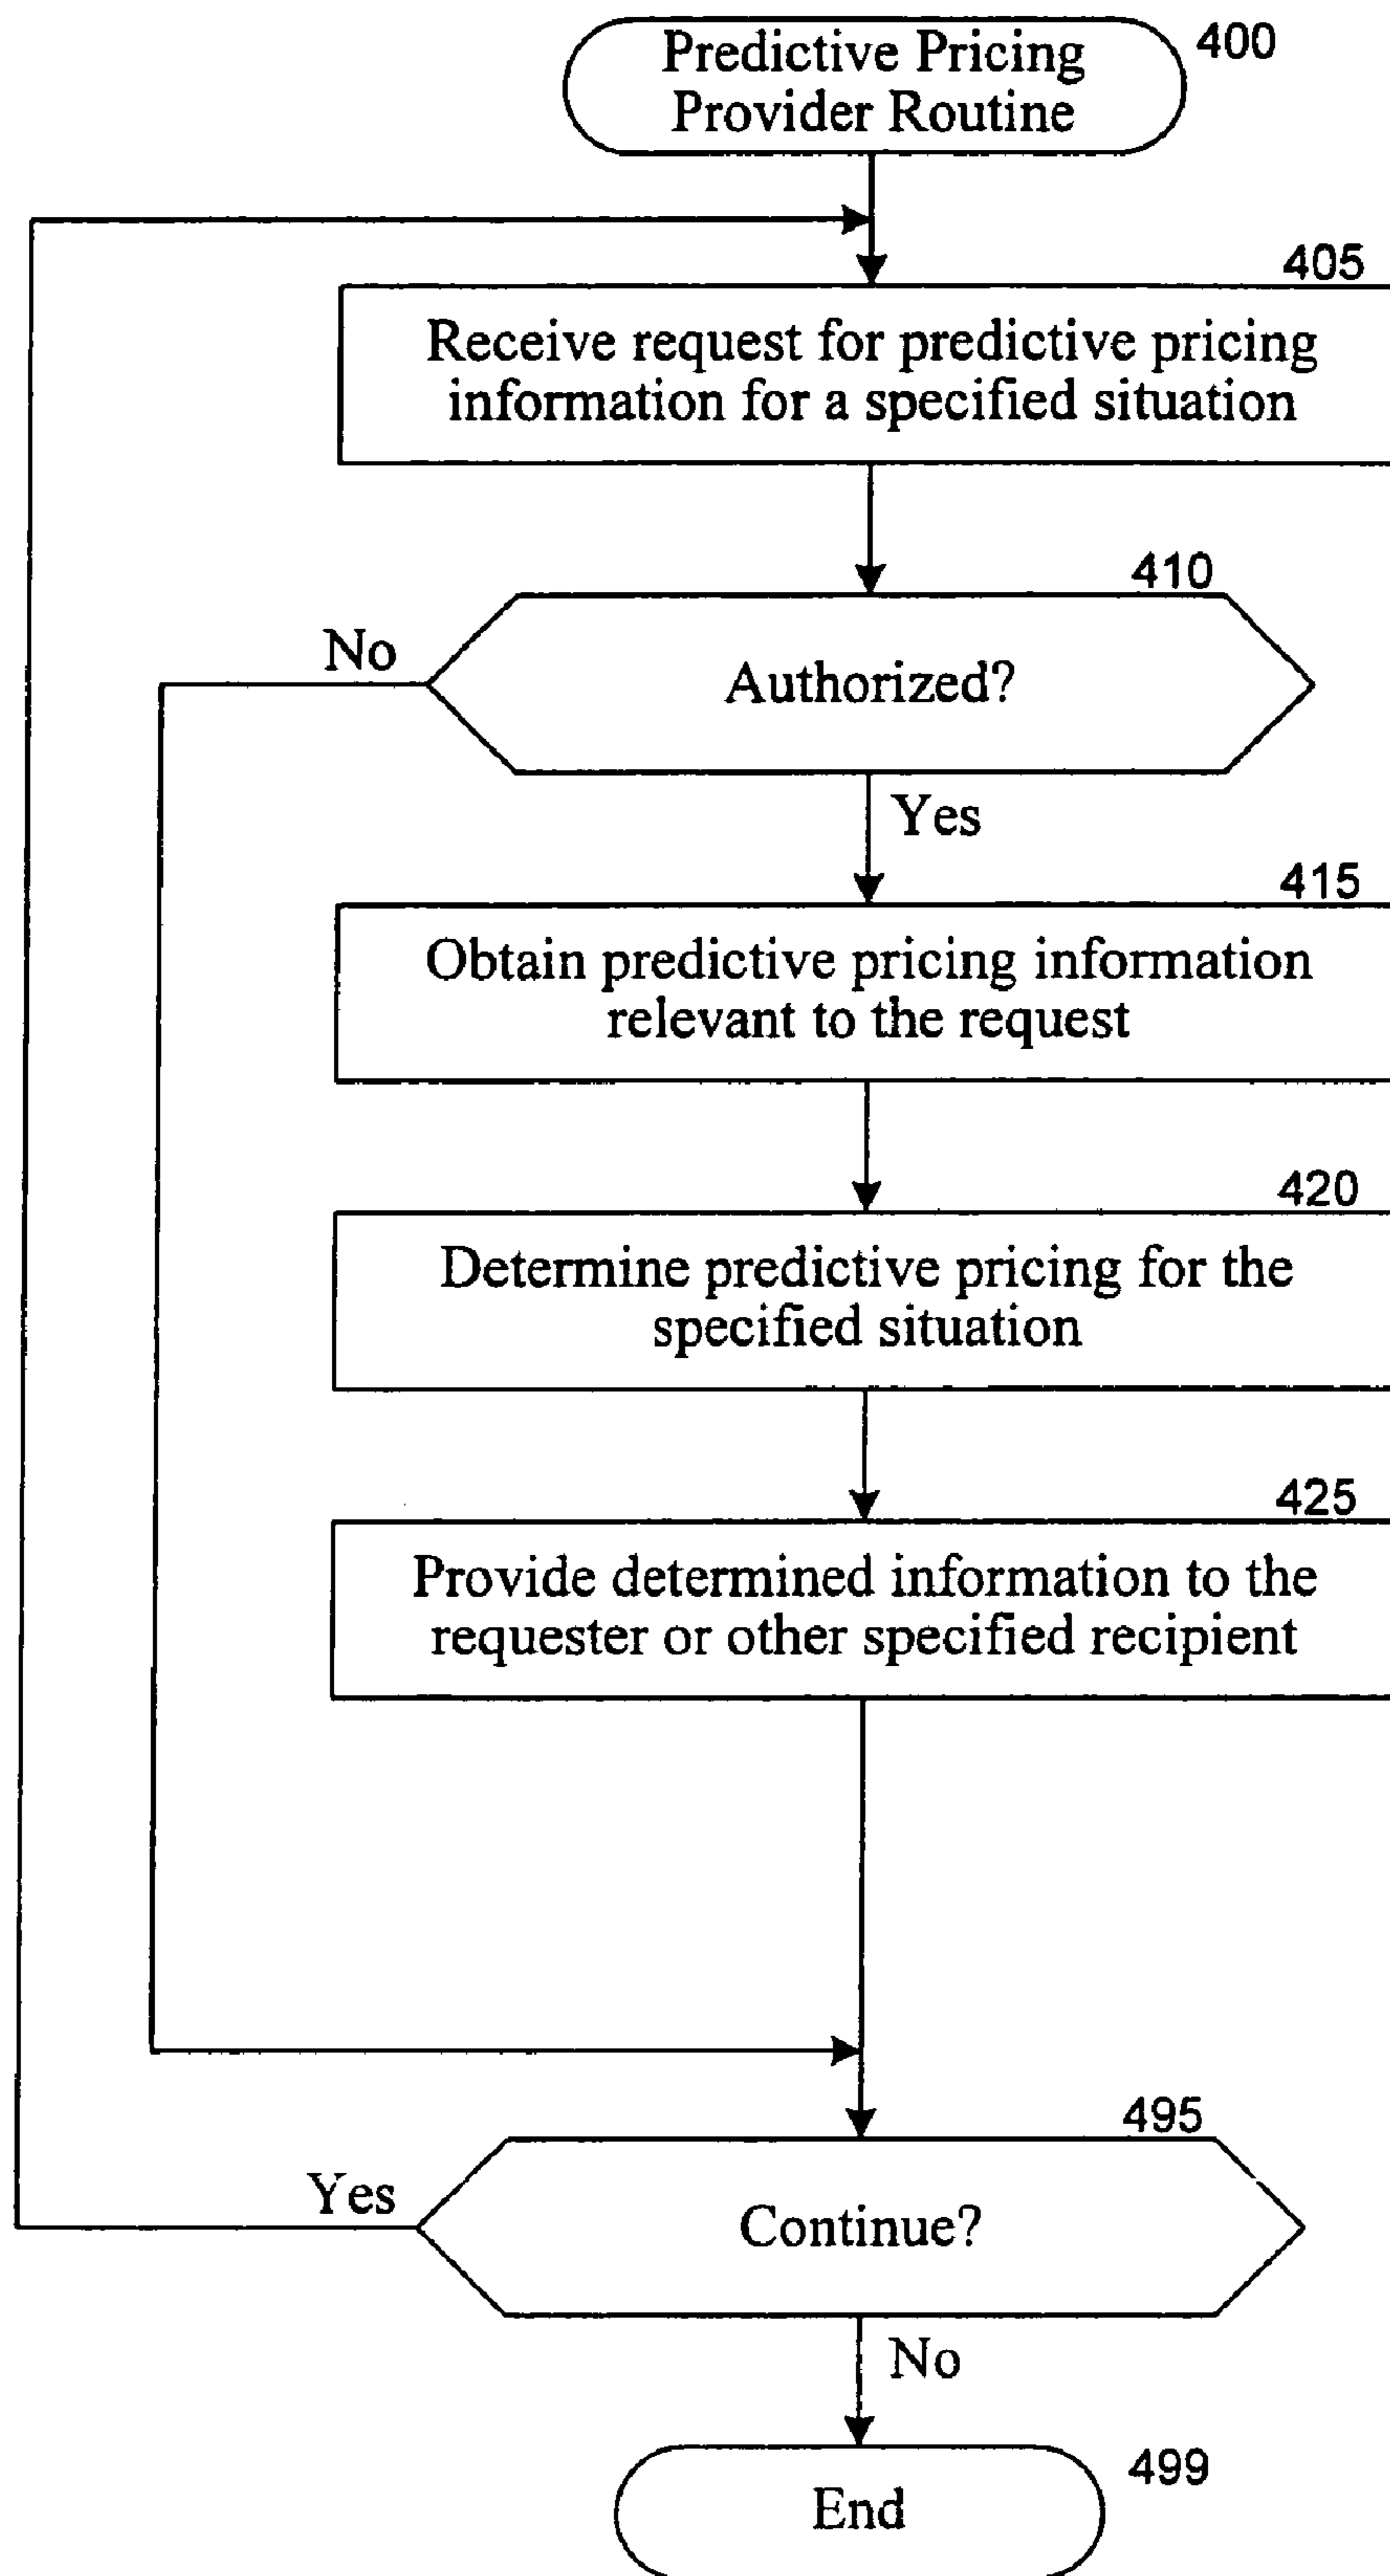 Predictive Pricing
Provider Routine
400
405
Receive request for predictive pricing
information for a specified situation
410
No
Authorized?
Yes
415
Obtain predictive pricing information
relevant to the request
420
Determine predictive pricing for the
specified situation
425
Provide determined information to the
requester or other specified recipient
495
Yes
Continue?
No
499
End